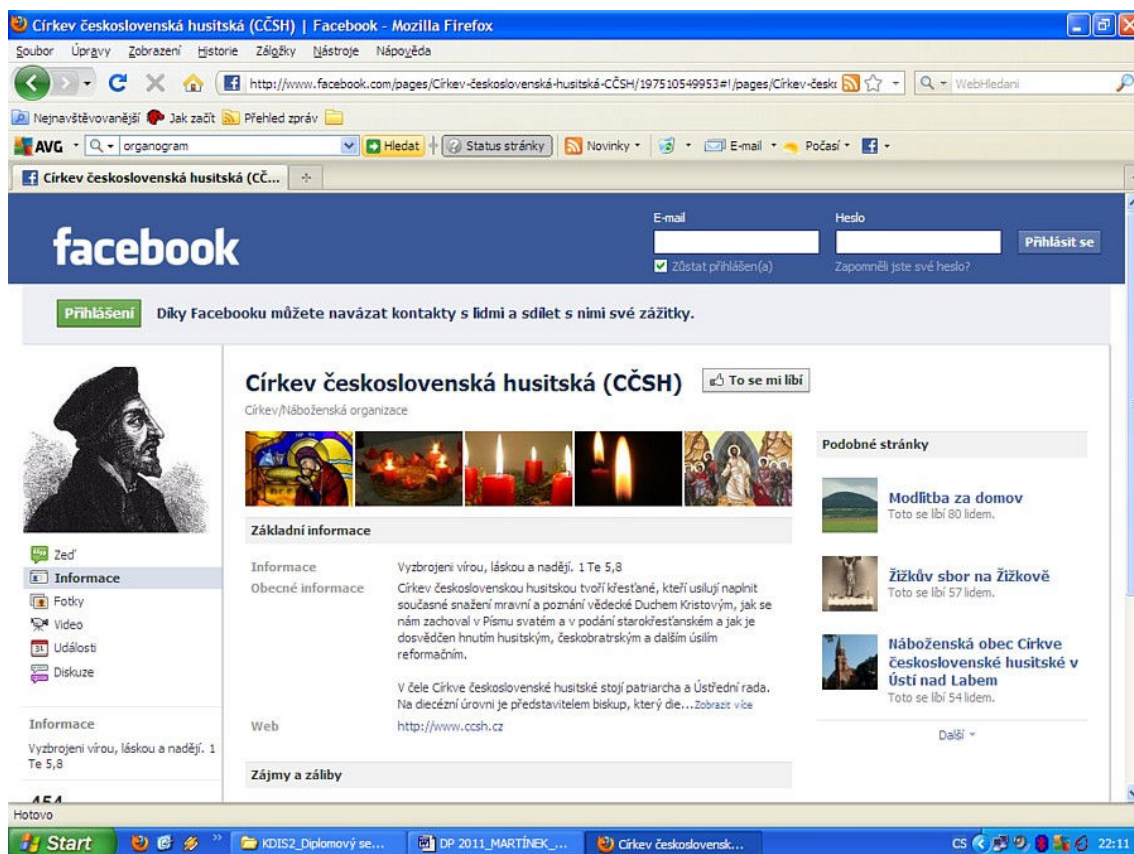 Církev československá husitská (CČSH) | Facebook - Mozilla Firefox
Soubor Úpravy Zobrazení Historie Záložky Nástroje Nápověda
http://www.facebook.com/pages/Církev-československá-husitská-CČSH/197510549953#!/pages/Církev-česk WebHledani
Nejnavštěvovanější Jak začít Přehled zpráv
AVG organogram Hledat Status stránky Novinky E-mail Počasí
Církev československá husitská (CČ...
facebook
E-mail Heslo
Přihlásit se
Zůstat přihlášen(a) Zapomněli jste své heslo?
Přihlášení Díky Facebooku můžete navázat kontakty s lidmi a sdílet s nimi své zážitky.
Církev československá husitská (CČSH) To se mi líbí
Církev/Náboženská organizace
Zeď
Informace
Fotky
Video
31 Události
Diskuze
Informace
Vyzbrojeni vírou, láskou a nadějí. 1
Te 5,8
454
Základní informace
Informace Vyzbrojeni vírou, láskou a nadějí. 1 Te 5,8
Obecné informace Církev československou husitskou tvoří křesťané, kteří usilují naplnit
současné snažení mravní a poznání vědecké Duchem Kristovým, jak se
nám zachoval v Písmu svatém a v podání starokřesťanském a jak je
dosvědčen hnutím husitským, českobratrským a dalším úsilím
reformačním.
V čele Církve československé husitské stojí patriarcha a Ústřední rada.
Na diecézní úrovni je představitelem biskup, který die...Zobrazit více
Web http://www.ccsh.cz
Zájmy a záliby
Podobné stránky
Modlitba za domov
Toto se líbí 80 lidem.
Žižkův sbor na Žižkově
Toto se líbí 57 lidem.
Náboženská obec Církve
československé husitské v
Ústí nad Labem
Toto se líbí 54 lidem.
Další
Hotovo
Start KDIS2_Diplomový se... DP 2011_MARTÍNEK_... Církev československ... CS 22:11